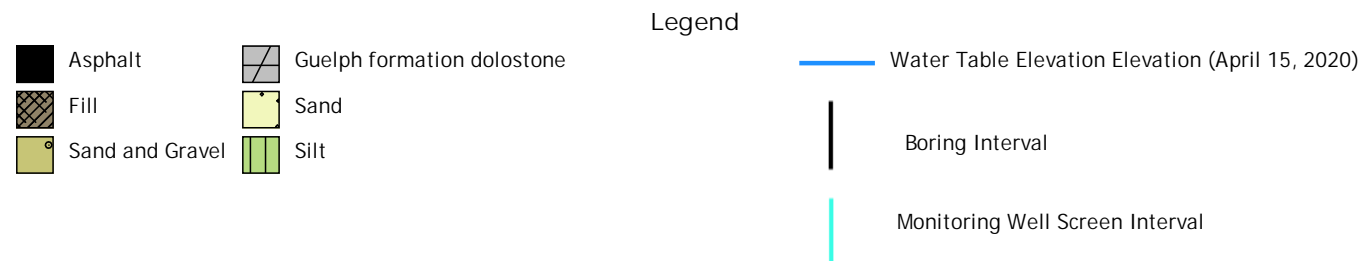 Legend
Asphalt
Fill
Sand and Gravel
Guelph formation dolostone
Sand
Silt
Water Table Elevation Elevation (April 15, 2020)
Boring Interval
Monitoring Well Screen Interval